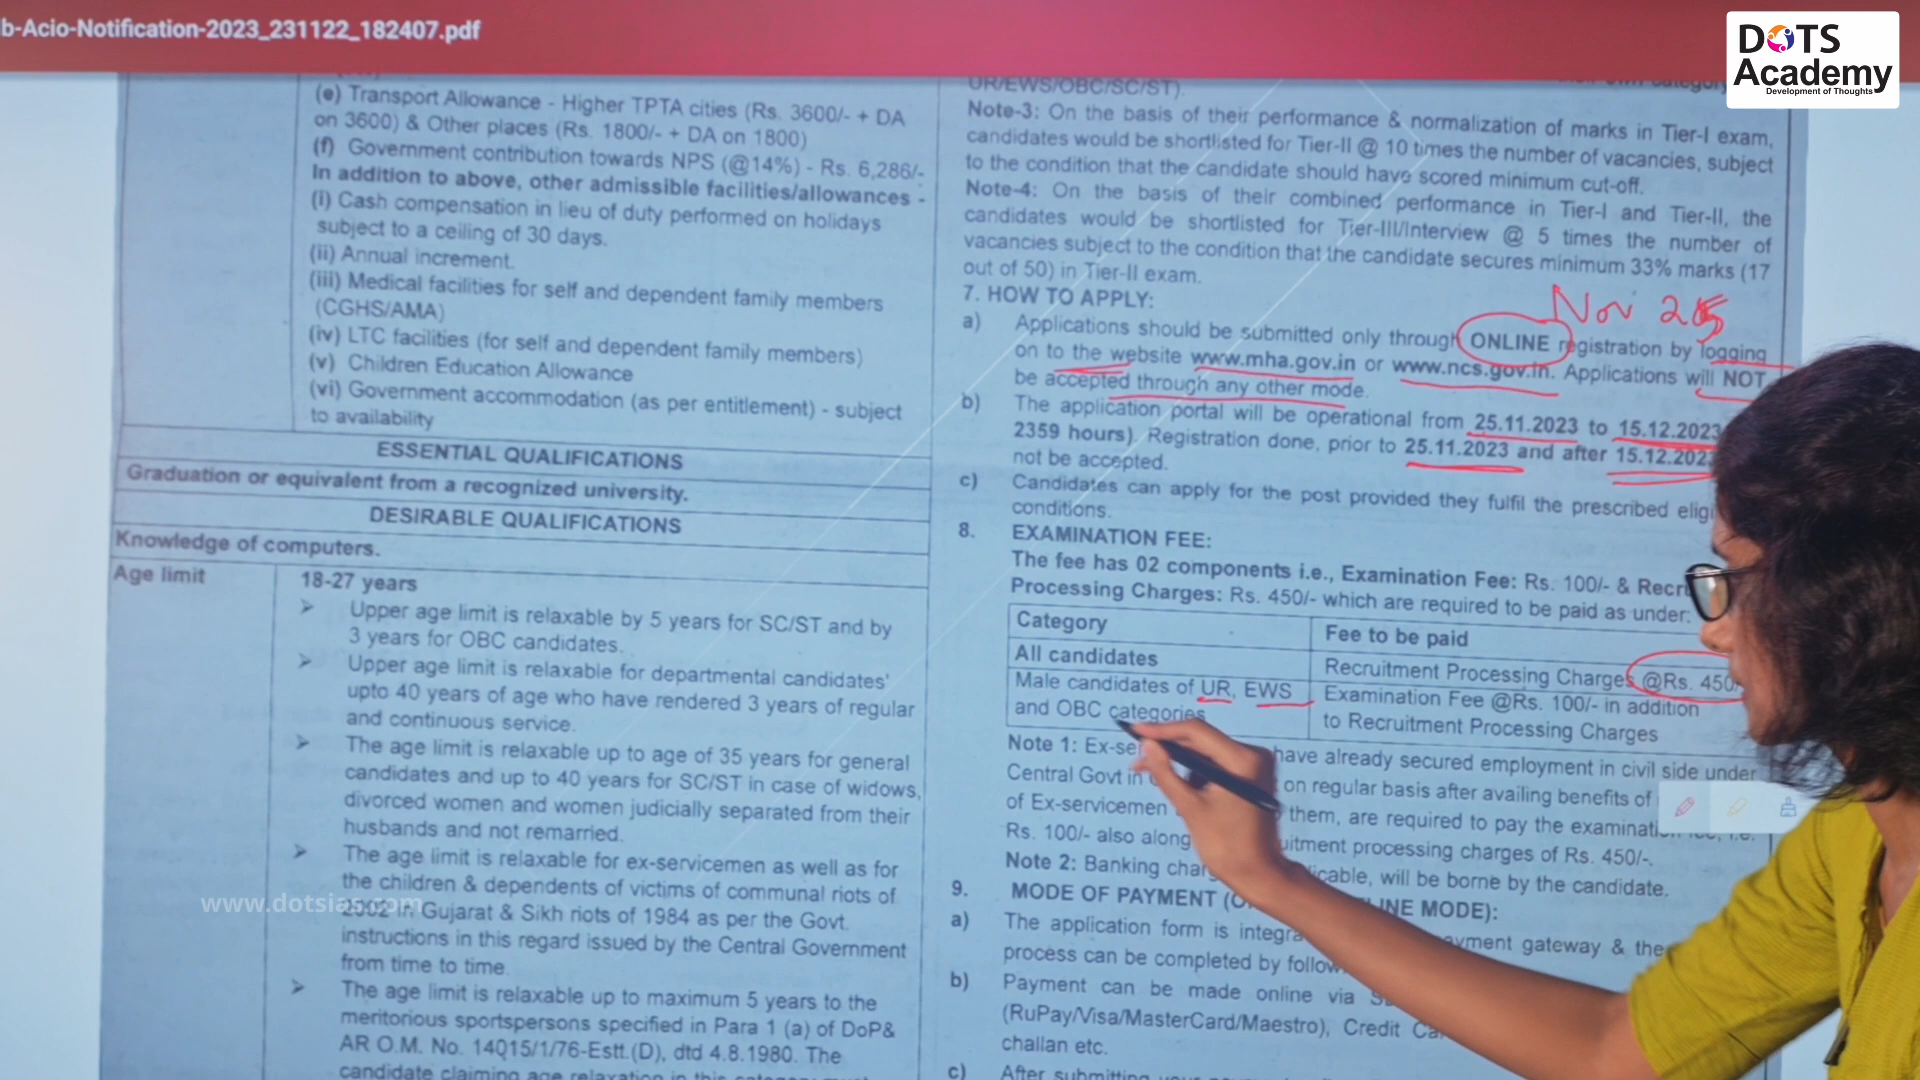 b-Acio-Notification-2023_231122_182407.pdf
DOTS
Academy
Development of Thoughts
(e) Transport Allowance - Higher TPTA cities (Rs. 3600/- + DA
on 3600) & Other places (Rs. 1800/- + DA on 1800)
(f) Government contribution towards NPS (@14%) - Rs. 6,286/-
In addition to above, other admissible facilities/allowances -
(i) Cash compensation in lieu of duty performed on holidays
subject to a ceiling of 30 days.
(ii) Annual increment.
(iii) Medical facilities for self and dependent family members
(CGHS/AMA)
(iv) LTC facilities (for self and dependent family members)
(v) Children Education Allowance
(vi) Government accommodation (as per entitlement) - subject
to availability
ESSENTIAL QUALIFICATIONS
Graduation or equivalent from a recognized university.
DESIRABLE QUALIFICATIONS
Knowledge of computers.
Age limit
18-27 years
➢ Upper age limit is relaxable by 5 years for SC/ST and by
3 years for OBC candidates.
➢ Upper age limit is relaxable for departmental candidates'
upto 40 years of age who have rendered 3 years of regular
and continuous service.
➢ The age limit is relaxable up to age of 35 years for general
candidates and up to 40 years for SC/ST in case of widows,
divorced women and women judicially separated from their
husbands and not remarried.
➢ The age limit is relaxable for ex-servicemen as well as for
the children & dependents of victims of communal riots of
2002 in Gujarat & Sikh riots of 1984 as per the Govt.
instructions in this regard issued by the Central Government
from time to time.
➢ The age limit is relaxable up to maximum 5 years to the
meritorious sportspersons specified in Para 1 (a) of DoP&
AR O.M. No. 14015/1/76-Estt.(D), dtd 4.8.1980. The
candidate claiming age relaxation in this category must
www.dotsias.com
UR/EWS/OBC/SC/ST).
Note-3: On the basis of their performance & normalization of marks in Tier-I exam,
candidates would be shortlisted for Tier-II @ 10 times the number of vacancies, subject
to the condition that the candidate should have scored minimum cut-off.
Note-4: On the basis of their combined performance in Tier-I and Tier-II, the
candidates would be shortlisted for Tier-III/Interview @ 5 times the number of
vacancies subject to the condition that the candidate secures minimum 33% marks (17
out of 50) in Tier-II exam.
7. HOW TO APPLY:
Nov 25
a) Applications should be submitted only through ONLINE registration by logging
on to the website www.mha.gov.in or www.ncs.gov.in. Applications will NOT
be accepted through any other mode.
b) The application portal will be operational from 25.11.2023 to 15.12.2023
2359 hours). Registration done, prior to 25.11.2023 and after 15.12.202
not be accepted.
c) Candidates can apply for the post provided they fulfil the prescribed elig
conditions.
8. EXAMINATION FEE:
The fee has 02 components i.e., Examination Fee: Rs. 100/- & Recr
Processing Charges: Rs. 450/- which are required to be paid as under:
Category Fee to be paid
All candidates Recruitment Processing Charges @Rs. 450
Male candidates of UR, EWS Examination Fee @Rs. 100/- in addition
and OBC categories to Recruitment Processing Charges
Note 1: Ex-se have already secured employment in civil side under
Central Govt in on regular basis after availing benefits of
of Ex-servicemen them, are required to pay the examinati
Rs. 100/- also along uitment processing charges of Rs. 450/-.
Note 2: Banking char icable, will be borne by the candidate.
9. MODE OF PAYMENT (O NE MODE):
a) The application form is integra yment gateway & the
process can be completed by follow
b) Payment can be made online via
(RuPay/Visa/MasterCard/Maestro), Credit Ca
challan etc.
c) After submitting